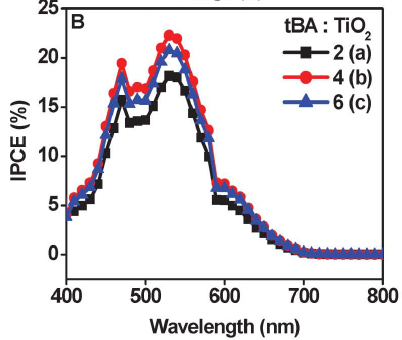 B
tBA : TiO₂
2 (a)
4 (b)
6 (c)
IPCE (%)
25
20
15
10
5
0
400 500 600 700 800
Wavelength (nm)